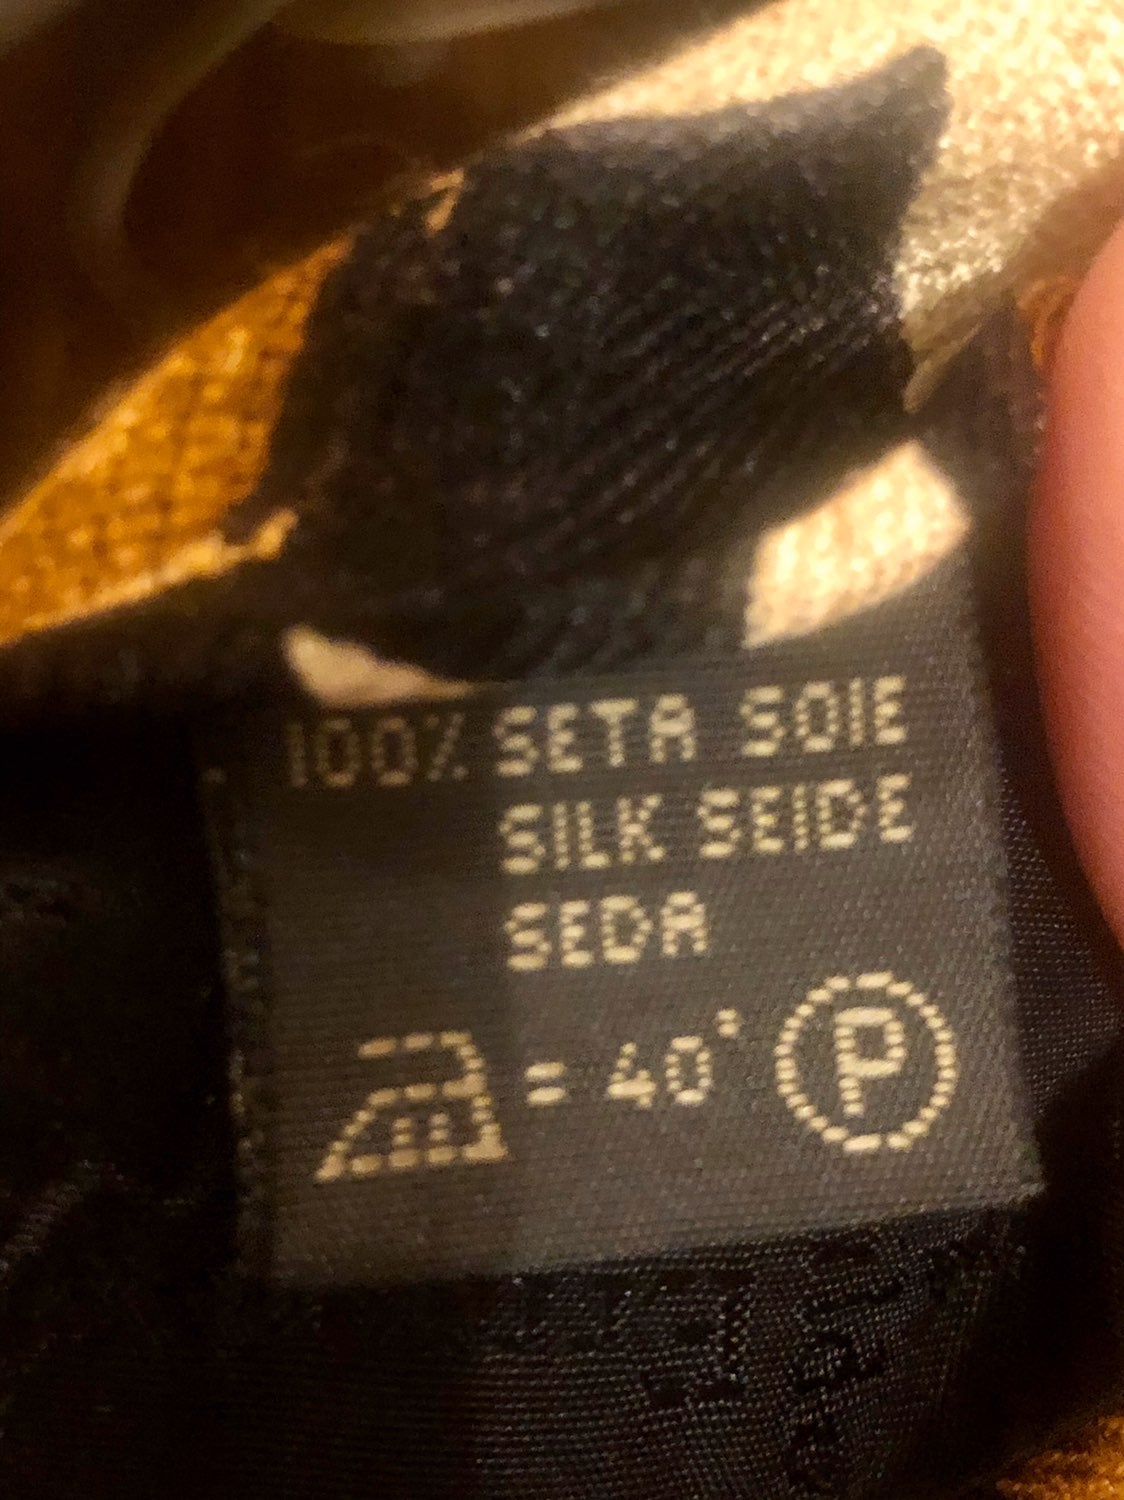 100% SETA SOIE
SILK SEIDE
SEDA
= 40° P